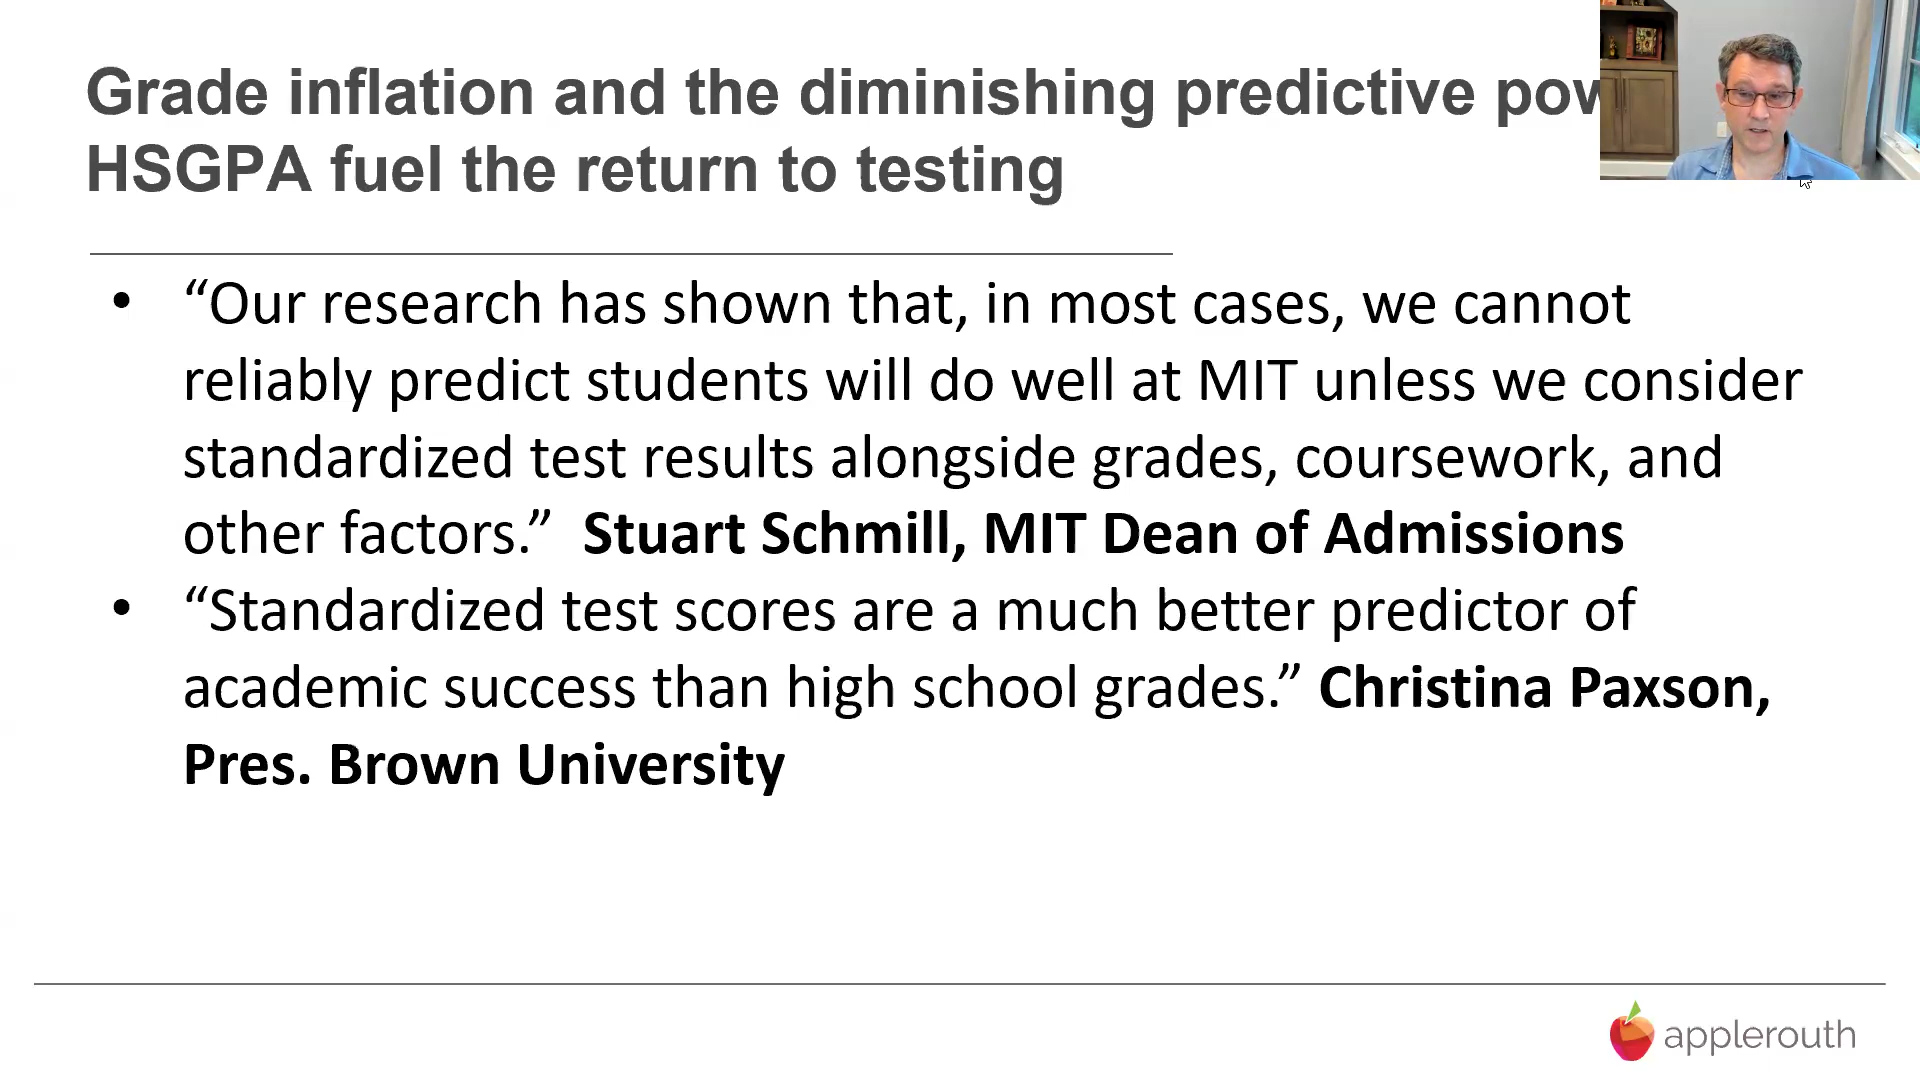 Grade inflation and the diminishing predictive
HSGPA fuel the return to testing
• “Our research has shown that, in most cases, we cannot
reliably predict students will do well at MIT unless we consider
standardized test results alongside grades, coursework, and
other factors.” Stuart Schmill, MIT Dean of Admissions
• “Standardized test scores are a much better predictor of
academic success than high school grades.” Christina Paxson,
Pres. Brown University
applerouth